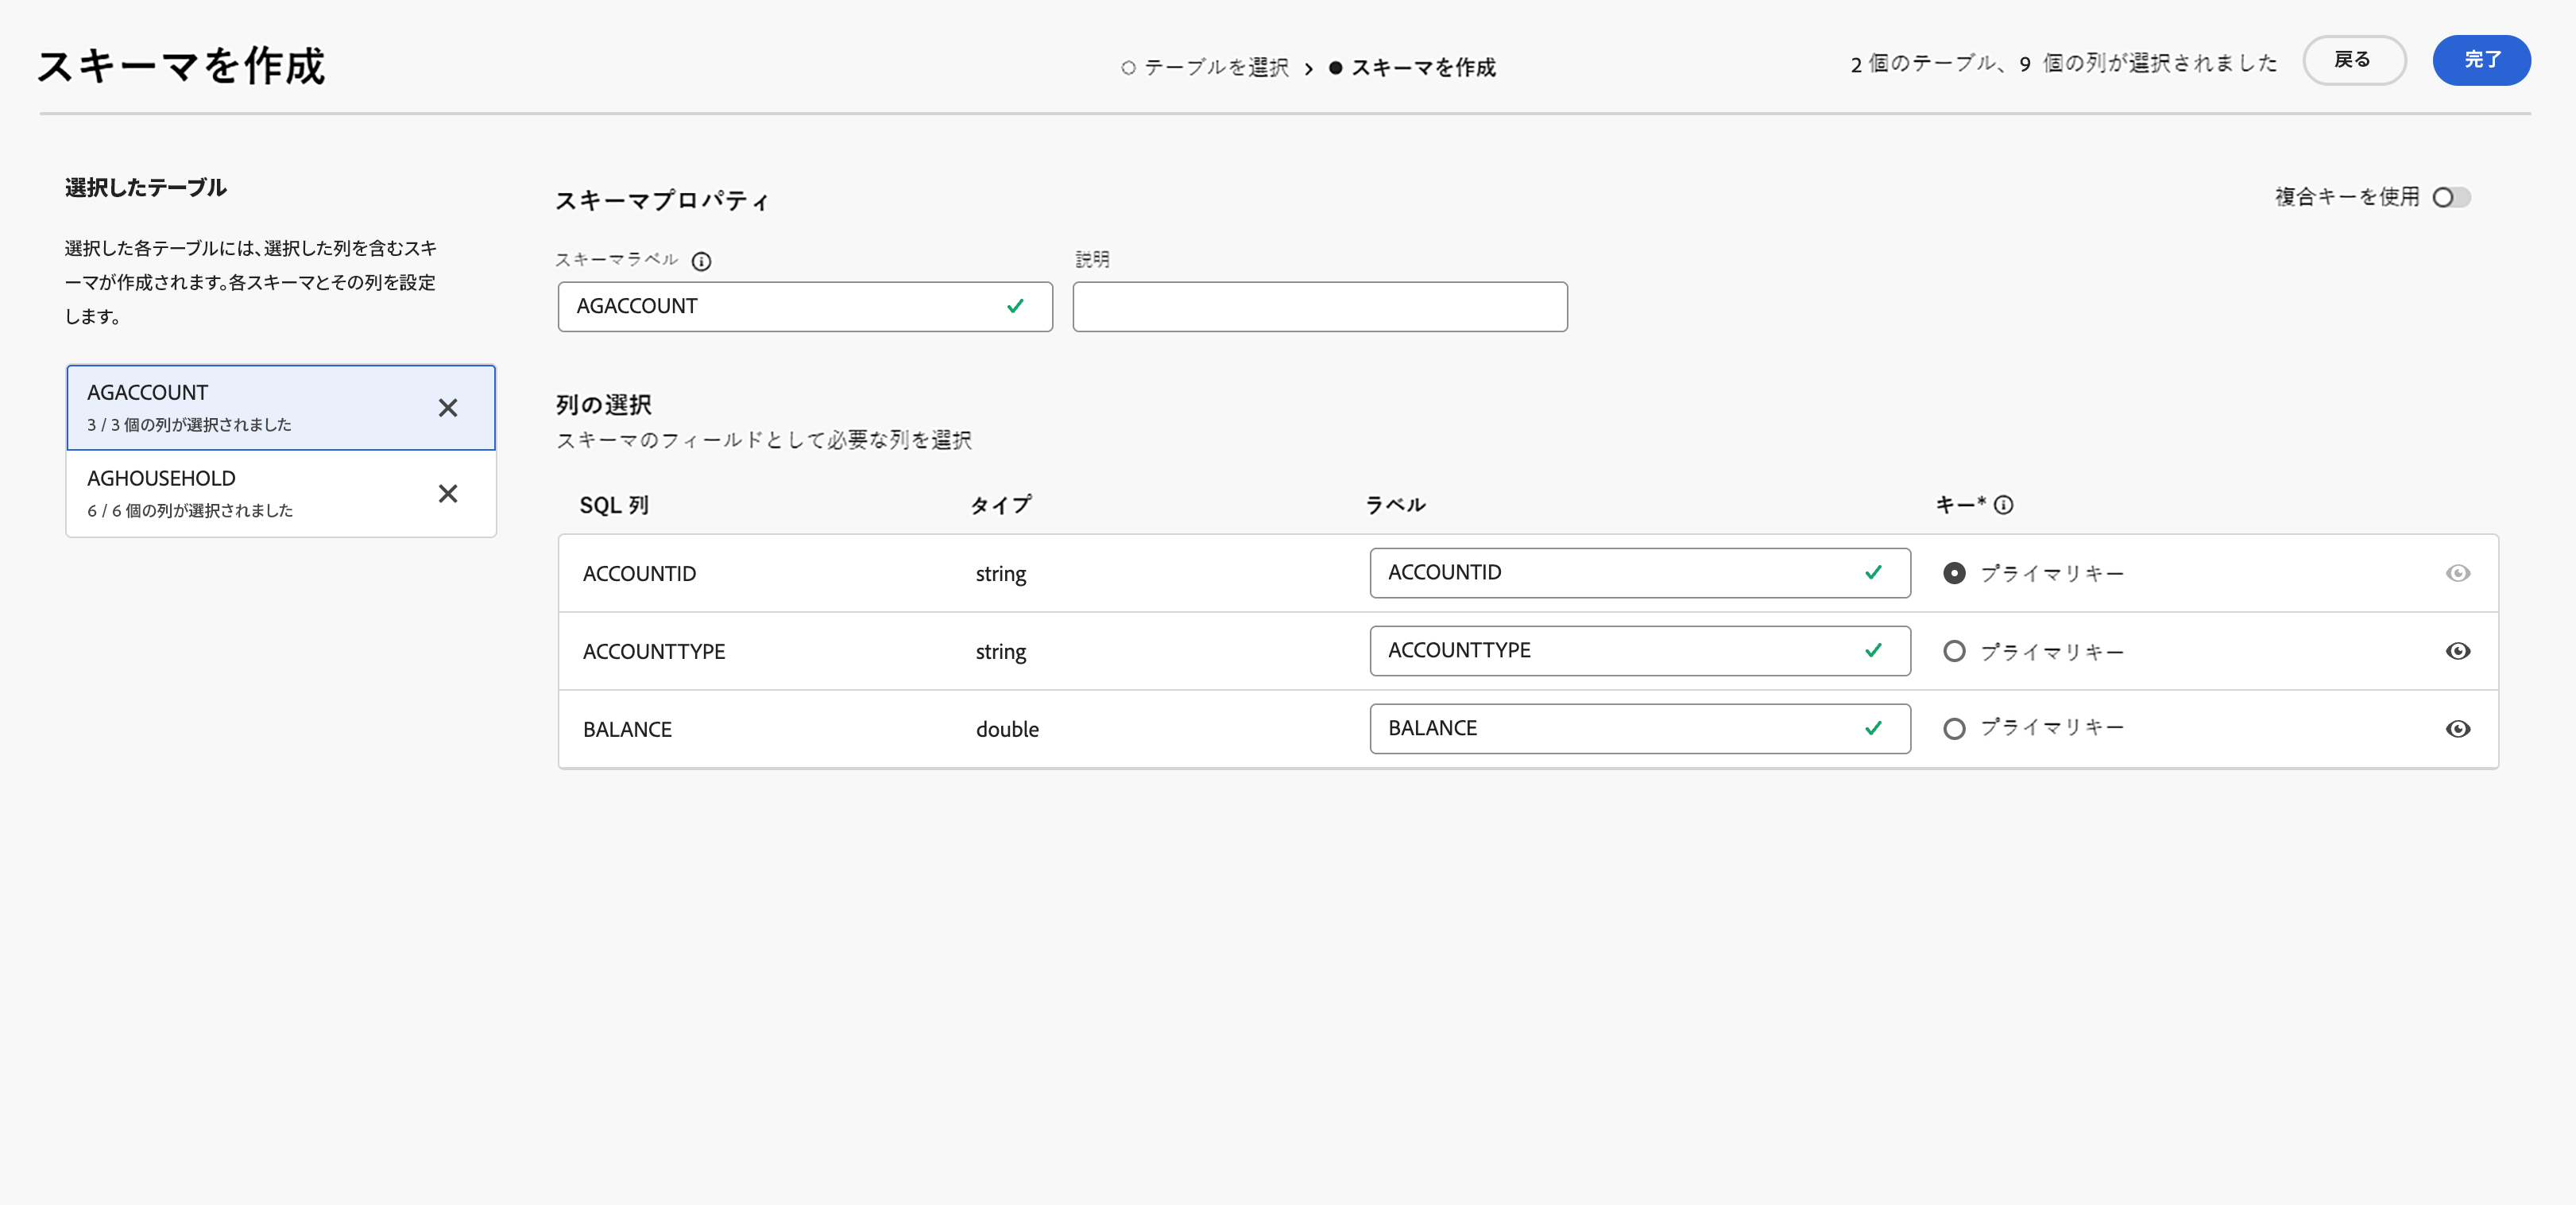 スキーマを作成
テーブルを選択 › スキーマを作成
2 個のテーブル、9 個の列が選択されました
戻る
完了
選択したテーブル
選択した各テーブルには、選択した列を含むスキ
ーマが作成されます。各スキーマとその列を設定
します。
AGACCOUNT
3 / 3 個の列が選択されました
AGHOUSEHOLD
6 / 6 個の列が選択されました
スキーマプロパティ
複合キーを使用
スキーマラベル
説明
AGACCOUNT
列の選択
スキーマのフィールドとして必要な列を選択
SQL 列 タイプ ラベル キー*
ACCOUNTID string ACCOUNTID プライマリキー
ACCOUNTTYPE string ACCOUNTTYPE プライマリキー
BALANCE double BALANCE プライマリキー